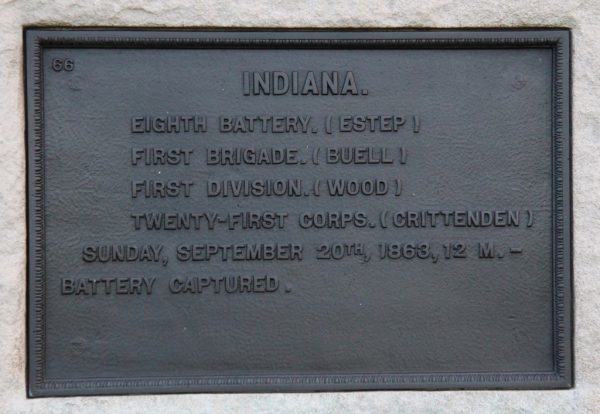 66
INDIANA.
EIGHTH BATTERY. (ESTEP)
FIRST BRIGADE. (BUELL)
FIRST DIVISION. (WOOD)
TWENTY-FIRST CORPS. (CRITTENDEN)
SUNDAY, SEPTEMBER 20TH, 1863, 12 M. –
BATTERY CAPTURED.